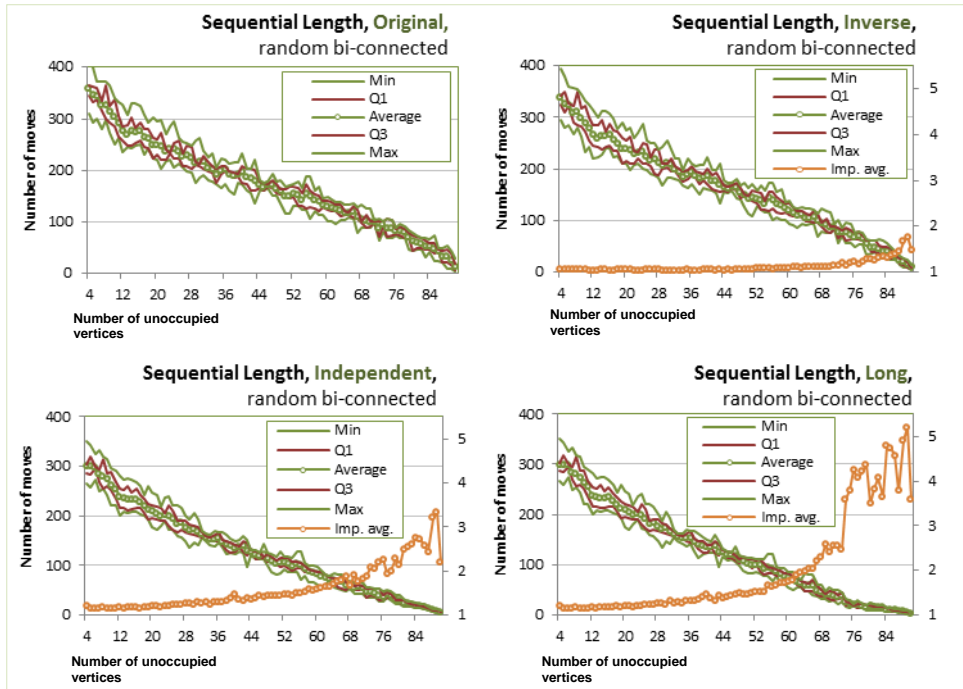 Sequential Length, Original,
random bi-connected
400
300
200
100
0
Number of moves
Min
Q1
Average
Q3
Max
4 12 20 28 36 44 52 60 68 76 84
Number of unoccupied
vertices
Sequential Length, Inverse,
random bi-connected
400
300
200
100
0
Number of moves
Min
Q1
Average
Q3
Max
Imp. avg.
5
4
3
2
1
4 12 20 28 36 44 52 60 68 76 84
Number of unoccupied
vertices
Sequential Length, Independent,
random bi-connected
400
300
200
100
0
Number of moves
Min
Q1
Average
Q3
Max
Imp. avg.
5
4
3
2
1
4 12 20 28 36 44 52 60 68 76 84
Number of unoccupied
vertices
Sequential Length, Long,
random bi-connected
400
300
200
100
0
Number of moves
Min
Q1
Average
Q3
Max
Imp. avg.
5
4
3
2
1
4 12 20 28 36 44 52 60 68 76 84
Number of unoccupied
vertices